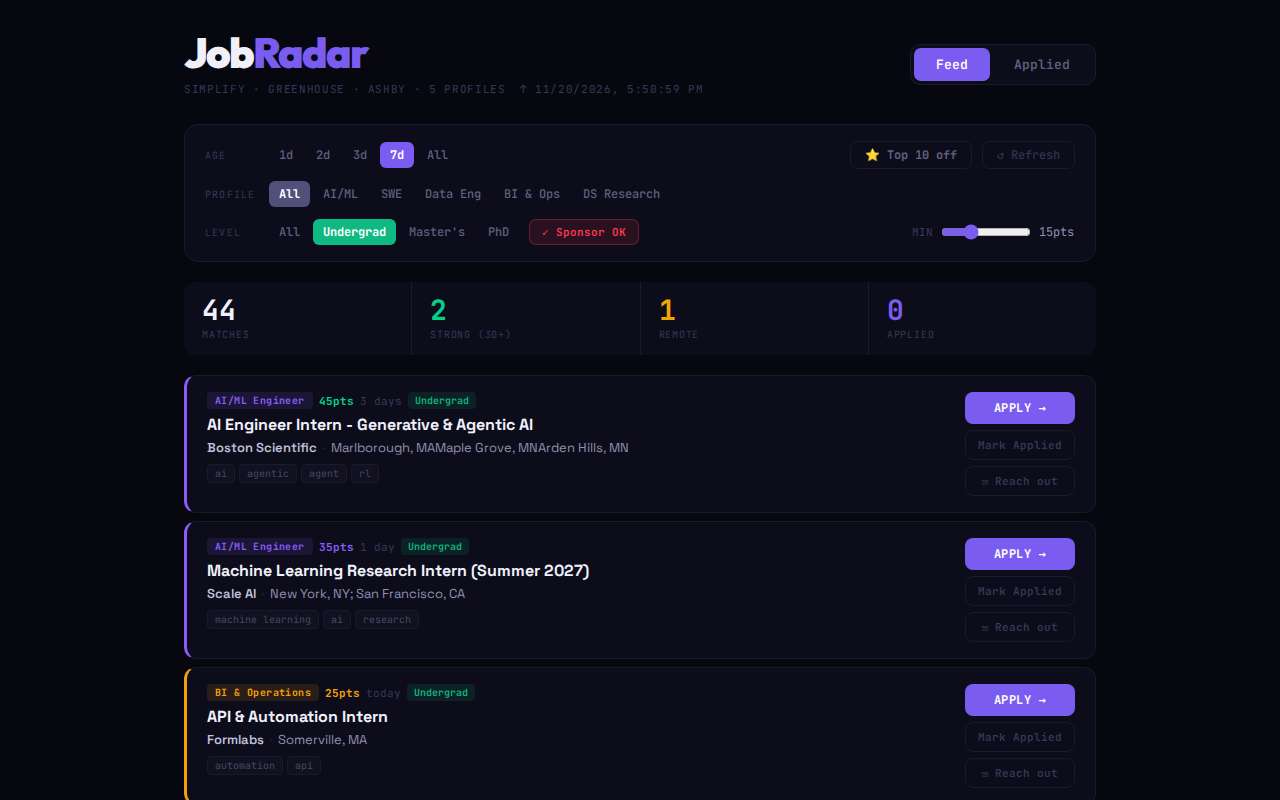 JobRadar
Feed Applied
SIMPLIFY · GREENHOUSE · ASHBY · 5 PROFILES ↑ 11/20/2026, 5:50:59 PM
AGE 1d 2d 3d 7d All ⭐ Top 10 off ↺ Refresh
PROFILE All AI/ML SWE Data Eng BI & Ops DS Research
LEVEL All Undergrad Master's PhD ✓ Sponsor OK MIN 15pts
44 2 1 0
MATCHES STRONG (30+) REMOTE APPLIED
AI/ML Engineer 45pts 3 days Undergrad
AI Engineer Intern - Generative & Agentic AI
Boston Scientific · Marlborough, MAMaple Grove, MNArden Hills, MN
ai agentic agent rl
APPLY →
Mark Applied
✉ Reach out
AI/ML Engineer 35pts 1 day Undergrad
Machine Learning Research Intern (Summer 2027)
Scale AI · New York, NY; San Francisco, CA
machine learning ai research
APPLY →
Mark Applied
✉ Reach out
BI & Operations 25pts today Undergrad
API & Automation Intern
Formlabs · Somerville, MA
automation api
APPLY →
Mark Applied
✉ Reach out